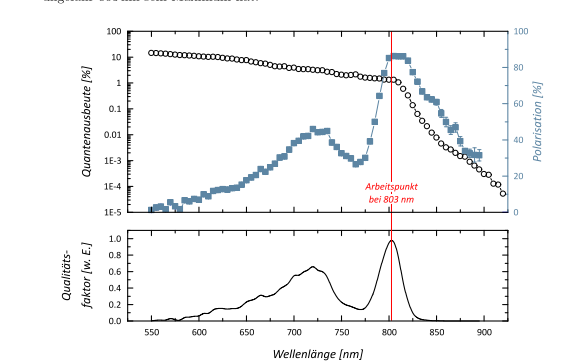 100
10
1
0.1
0.01
1E-3
1E-4
1E-5
Quantenausbeute [%]
100
80
60
40
20
0
Polarisation [%]
Arbeitspunkt
bei 803 nm
1.0
0.8
0.6
0.4
0.2
0.0
Qualitäts-
faktor [w. E.]
550 600 650 700 750 800 850 900
Wellenlänge [nm]